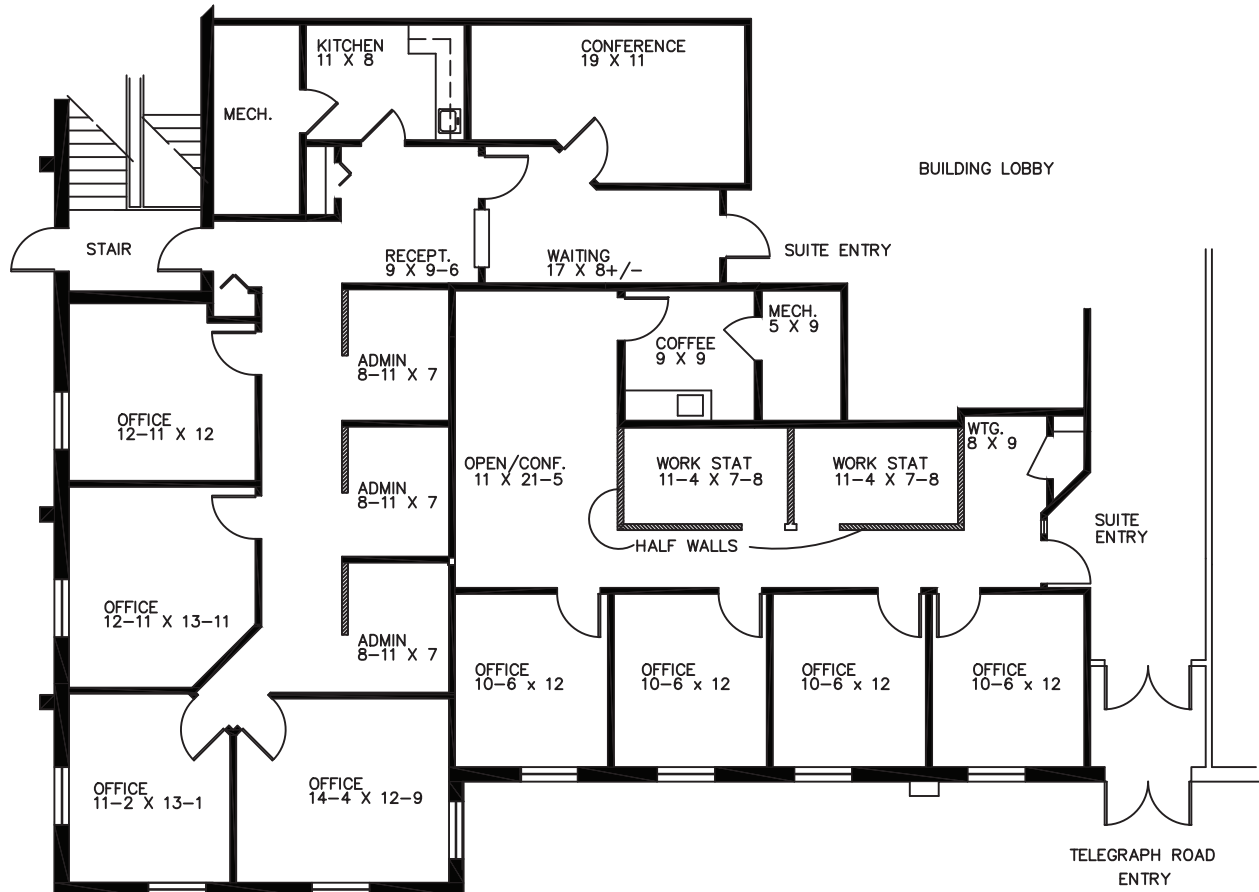 KITCHEN
11 X 8
CONFERENCE
19 X 11
MECH.
BUILDING LOBBY
STAIR
RECEPT.
9 X 9-6
WAITING
17 X 8+/-
SUITE ENTRY
ADMIN
8-11 X 7
COFFEE
9 X 9
MECH.
5 X 9
OFFICE
12-11 X 12
OPEN/CONF.
11 X 21-5
WORK STAT
11-4 X 7-8
WORK STAT
11-4 X 7-8
WTG.
8 X 9
ADMIN
8-11 X 7
HALF WALLS
SUITE
ENTRY
OFFICE
12-11 X 13-11
ADMIN
8-11 X 7
OFFICE
10-6 x 12
OFFICE
10-6 x 12
OFFICE
10-6 x 12
OFFICE
10-6 x 12
OFFICE
11-2 X 13-1
OFFICE
14-4 X 12-9
TELEGRAPH ROAD
ENTRY